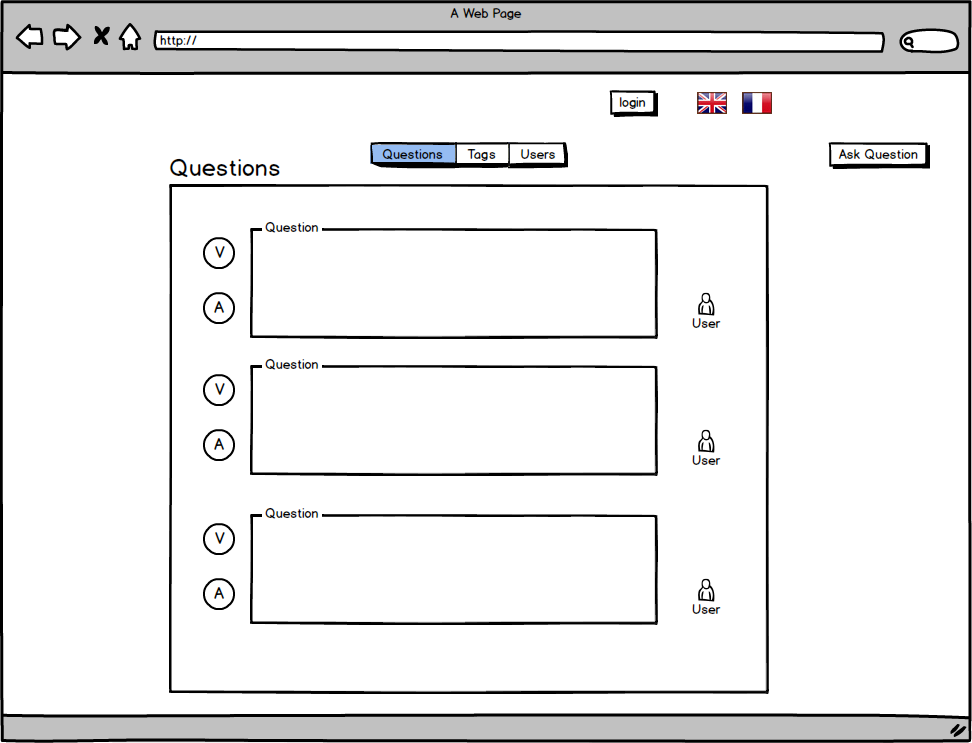 A Web Page
http://
login
Questions Tags Users
Ask Question
Questions
Question
V
A
User
Question
V
A
User
Question
V
A
User